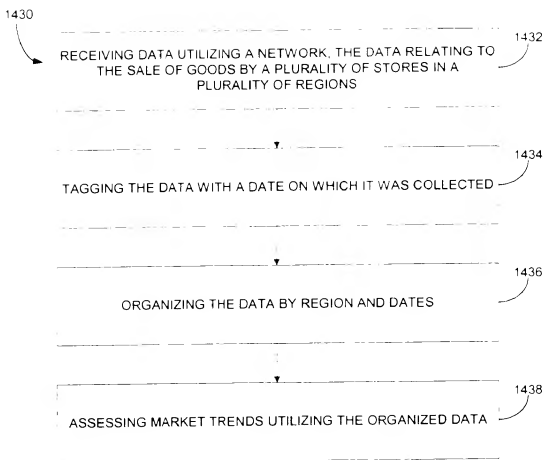 1430
1432
RECEIVING DATA UTILIZING A NETWORK, THE DATA RELATING TO
THE SALE OF GOODS BY A PLURALITY OF STORES IN A
PLURALITY OF REGIONS
1434
TAGGING THE DATA WITH A DATE ON WHICH IT WAS COLLECTED
1436
ORGANIZING THE DATA BY REGION AND DATES
1438
ASSESSING MARKET TRENDS UTILIZING THE ORGANIZED DATA